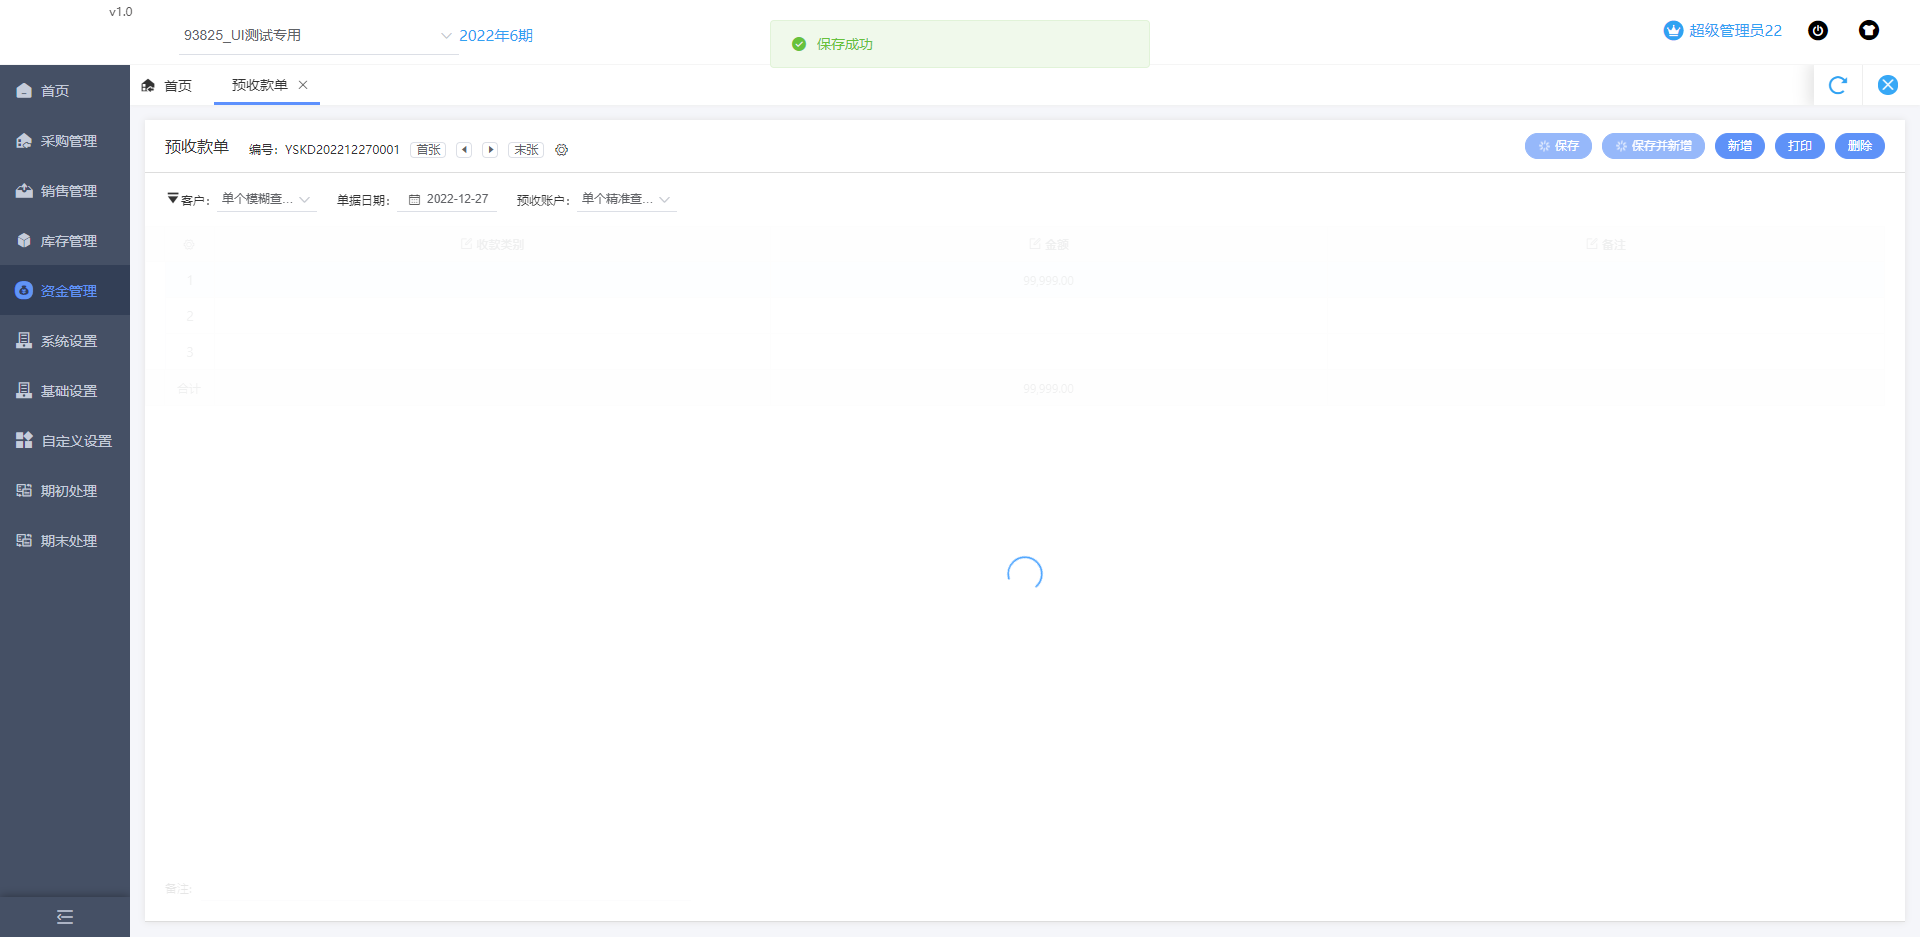 v1.0
93825_UI测试专用
2022年6期
保存成功
超级管理员22
首页
采购管理
销售管理
库存管理
资金管理
系统设置
基础设置
自定义设置
期初处理
期末处理
首页
预收款单
预收款单
编号：YSKD202212270001
首张
末张
保存
保存并新增
新增
打印
删除
客户：
单个模糊查...
单据日期：
2022-12-27
预收账户：
单个精准查...
收款类别
金额
备注
1
99,999.00
2
3
合计
99,999.00
备注: